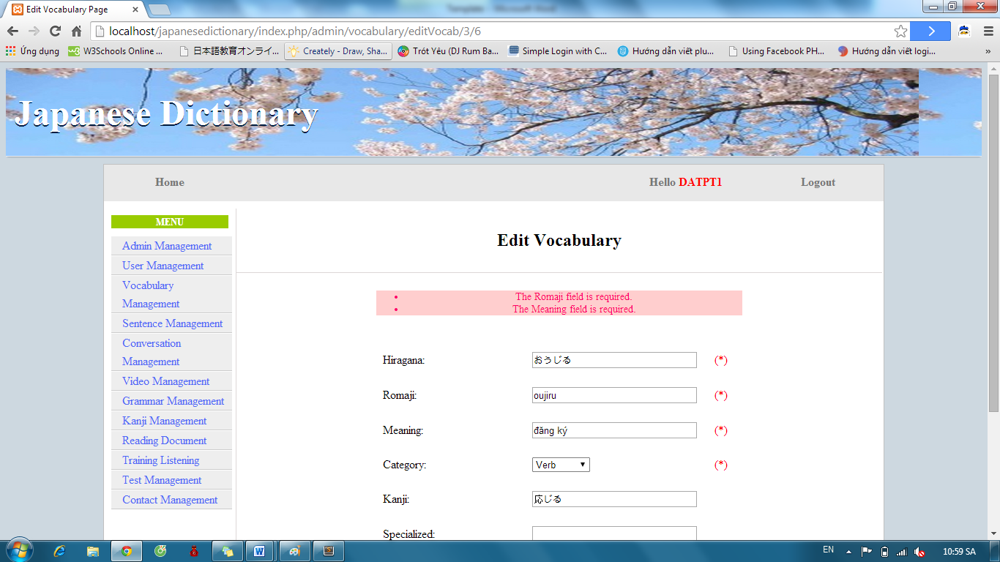 Edit Vocabulary Page
localhost/japanesedictionary/index.php/admin/vocabulary/editVocab/3/6
Ứng dụng W3Schools Online ... 日本語教育オンライ... Creately - Draw, Sha... Trót Yêu (DJ Rum Ba... Simple Login with C... Hướng dẫn viết plu... Using Facebook PH... Hướng dẫn viết logi... »
Japanese Dictionary
Home Hello DATPT1 Logout
MENU
Admin Management
User Management
Vocabulary
Management
Sentence Management
Conversation
Management
Video Management
Grammar Management
Kanji Management
Reading Document
Training Listening
Test Management
Contact Management
Edit Vocabulary
The Romaji field is required.
The Meaning field is required.
Hiragana: おうじる (*)
Romaji: oujiru (*)
Meaning: đăng ký (*)
Category: Verb (*)
Kanji: 応じる
Specialized:
EN 10:59 SA